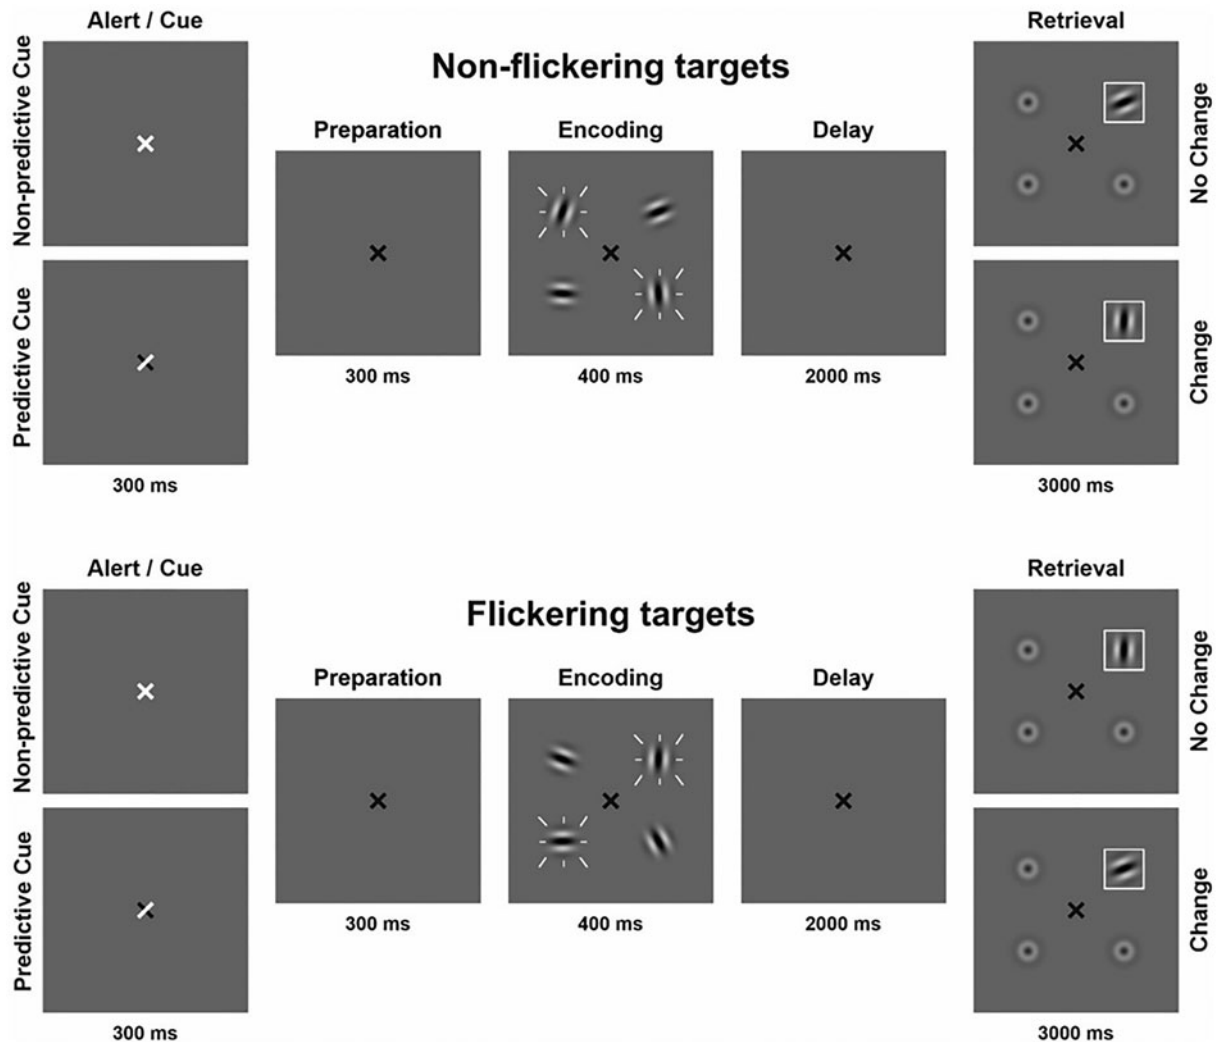 Alert / Cue
Retrieval
Non-flickering targets
Non-predictive Cue
Preparation
Encoding
Delay
No Change
300 ms
400 ms
2000 ms
Predictive Cue
Change
300 ms
3000 ms
Alert / Cue
Retrieval
Flickering targets
Non-predictive Cue
Preparation
Encoding
Delay
No Change
300 ms
400 ms
2000 ms
Predictive Cue
Change
300 ms
3000 ms